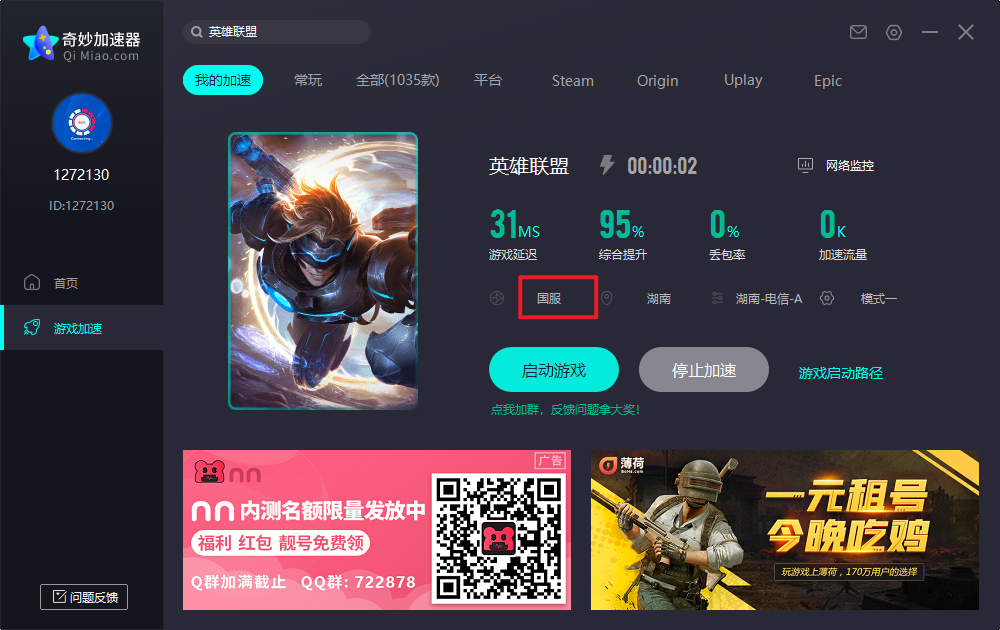 奇妙加速器
Qi Miao.com
1272130
ID:1272130
首页
游戏加速
问题反馈
英雄联盟
我的加速 常玩 全部(1035款) 平台 Steam Origin Uplay Epic
英雄联盟 00:00:02 网络监控
31MS 95% 0% 0K
游戏延迟 综合提升 丢包率 加速流量
国服 湖南 湖南-电信-A 模式一
启动游戏 停止加速 游戏启动路径
点我加群，反馈问题拿大奖!
nn
广告
nn 内测名额限量发放中
福利 红包 靓号免费领
Q群加满截止 QQ群: 722878
薄荷
BoHe.com
一元租号
今晚吃鸡
玩游戏上薄荷，170万用户的选择